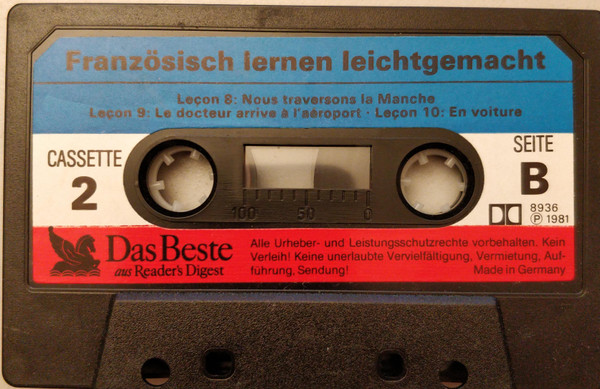 Französisch lernen leichtgemacht
Leçon 8: Nous traversons la Manche
Leçon 9: Le docteur arrive à l'aéroport · Leçon 10: En voiture
CASSETTE
2
SEITE
B
100 50 0
8936
Ⓟ 1981
Das Beste
aus Reader's Digest
Alle Urheber- und Leistungsschutzrechte vorbehalten. Kein
Verleih! Keine unerlaubte Vervielfältigung, Vermietung, Auf-
führung, Sendung! Made in Germany